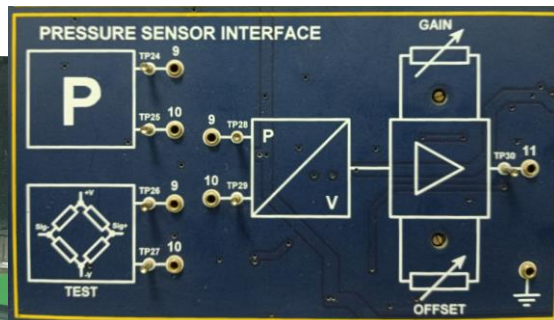 PRESSURE SENSOR INTERFACE
GAIN
P
TP24
9
TP25
10
9
TP28
10
TP29
P
V
TP30
11
TP26
9
TP27
10
+V
Sig-
Sig+
-V
TEST
OFFSET